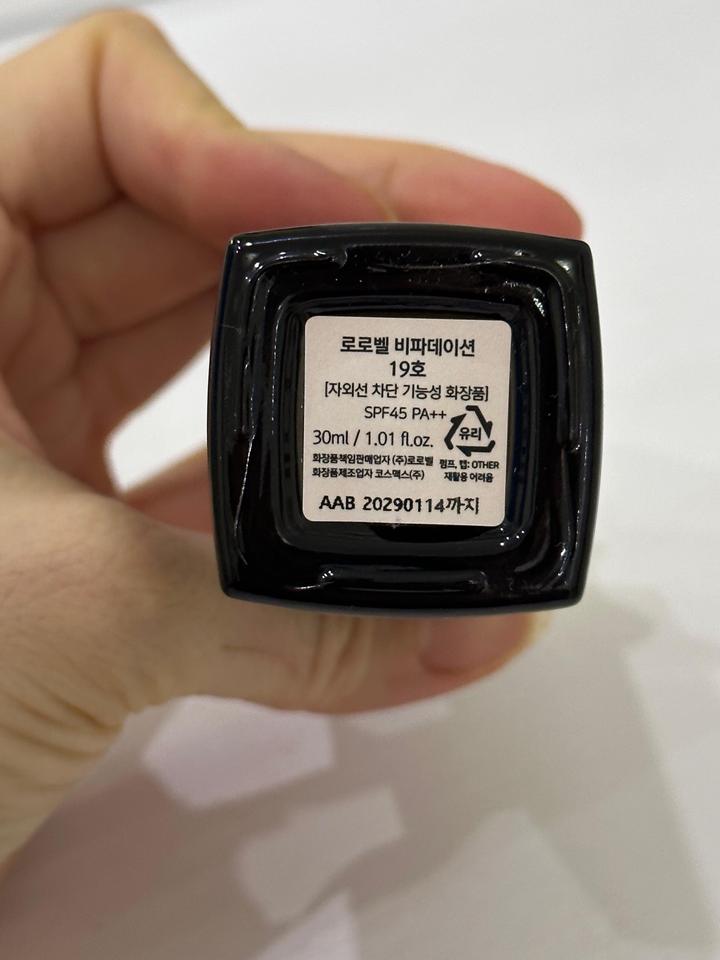 로로벨 비파데이션
19호
[자외선 차단 기능성 화장품]
SPF45 PA++
30ml / 1.01 fl.oz.
유리
화장품책임판매업자 (주)로로벨
화장품제조업자 코스맥스(주)
펌프, 캡: OTHER
재활용 어려움
AAB 20290114까지